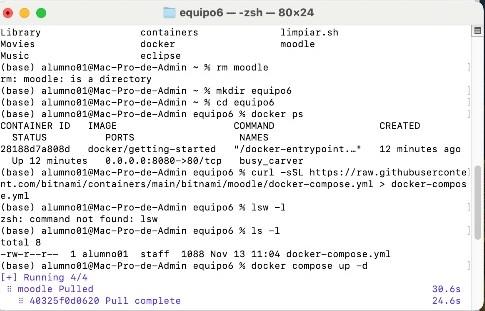 equipo6 — -zsh — 80×24
Library containers limpiar.sh
Movies docker moodle
Music eclipse
(base) alumno01@Mac-Pro-de-Admin ~ % rm moodle
rm: moodle: is a directory
(base) alumno01@Mac-Pro-de-Admin ~ % mkdir equipo6
(base) alumno01@Mac-Pro-de-Admin ~ % cd equipo6
(base) alumno01@Mac-Pro-de-Admin equipo6 % docker ps
CONTAINER ID IMAGE COMMAND CREATED
STATUS PORTS NAMES
28188d7a808d docker/getting-started "/docker-entrypoint.…" 12 minutes ago
Up 12 minutes 0.0.0.0:8080->80/tcp busy_carver
(base) alumno01@Mac-Pro-de-Admin equipo6 % curl -sSL https://raw.githubuserconte
nt.com/bitnami/containers/main/bitnami/moodle/docker-compose.yml > docker-compos
e.yml
(base) alumno01@Mac-Pro-de-Admin equipo6 % lsw -l
zsh: command not found: lsw
(base) alumno01@Mac-Pro-de-Admin equipo6 % ls -l
total 8
-rw-r--r-- 1 alumno01 staff 1088 Nov 13 11:04 docker-compose.yml
(base) alumno01@Mac-Pro-de-Admin equipo6 % docker compose up -d
[+] Running 4/4
⠿ moodle Pulled 30.6s
⠿ 40325f0d0620 Pull complete 24.6s